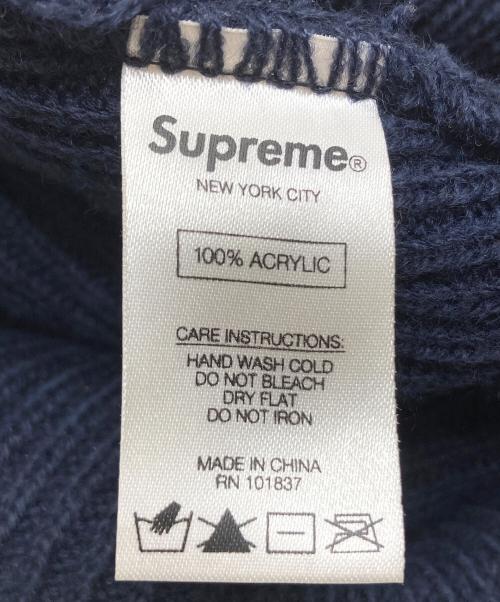 Supreme®
NEW YORK CITY
100% ACRYLIC
CARE INSTRUCTIONS:
HAND WASH COLD
DO NOT BLEACH
DRY FLAT
DO NOT IRON
MADE IN CHINA
RN 101837